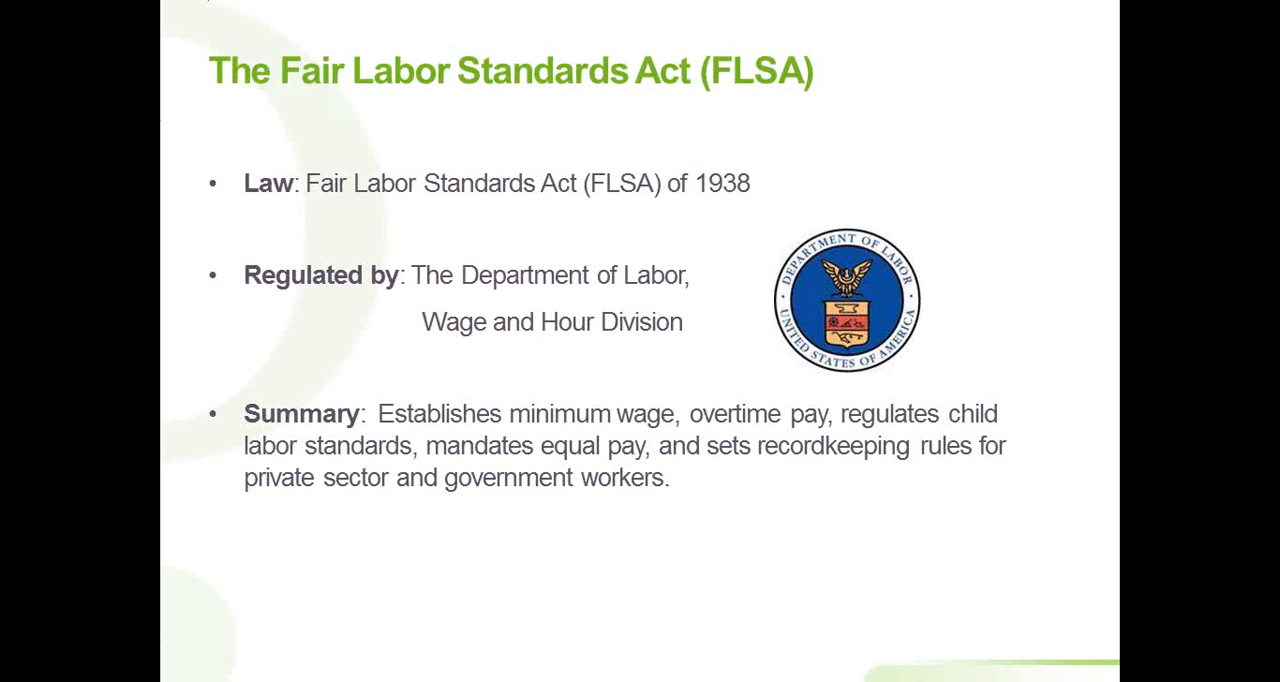 The Fair Labor Standards Act (FLSA)
• Law: Fair Labor Standards Act (FLSA) of 1938
• Regulated by: The Department of Labor,
Wage and Hour Division
DEPARTMENT OF LABOR
UNITED STATES OF AMERICA
• Summary: Establishes minimum wage, overtime pay, regulates child
labor standards, mandates equal pay, and sets recordkeeping rules for
private sector and government workers.